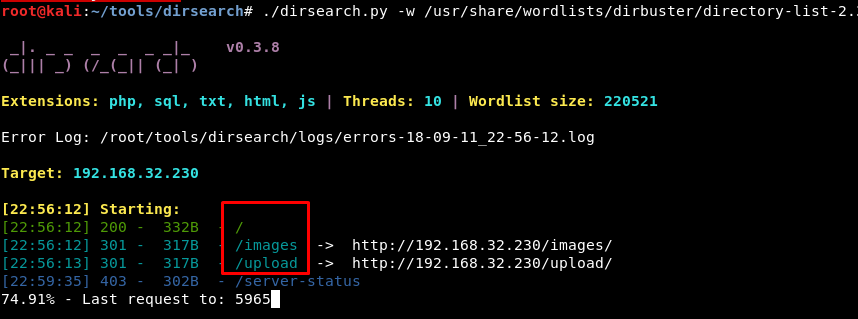 root@kali:~/tools/dirsearch# ./dirsearch.py -w /usr/share/wordlists/dirbuster/directory-list-2.
 _|. _ _  _  _  _ _|_    v0.3.8
(_||| _) (/_(_|| (_| )
Extensions: php, sql, txt, html, js | Threads: 10 | Wordlist size: 220521
Error Log: /root/tools/dirsearch/logs/errors-18-09-11_22-56-12.log
Target: 192.168.32.230
[22:56:12] Starting:
[22:56:12] 200 -  332B  - /
[22:56:12] 301 -  317B  - /images  ->  http://192.168.32.230/images/
[22:56:13] 301 -  317B  - /upload  ->  http://192.168.32.230/upload/
[22:59:35] 403 -  302B  - /server-status
74.91% - Last request to: 5965